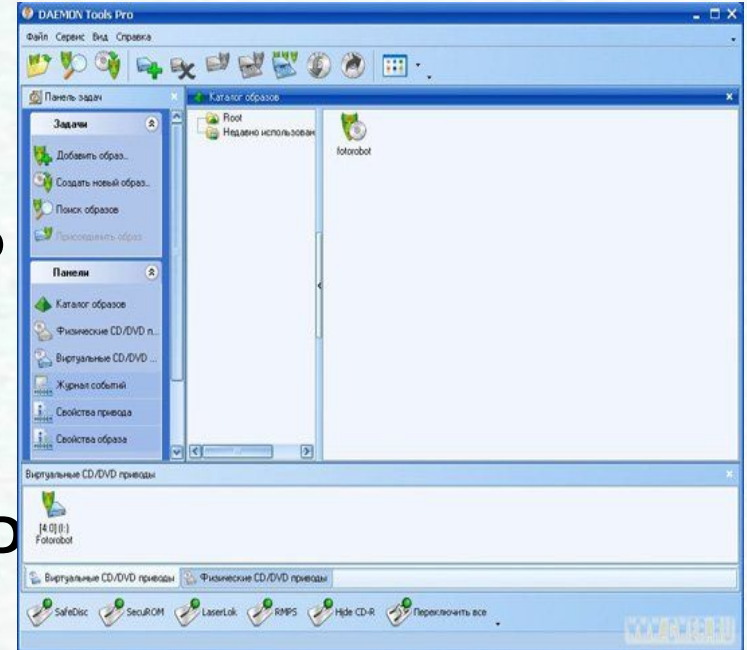 DAEMON Tools Pro
Файл Сервис Вид Справка
Панель задач
Каталог образов
Задачи
Добавить образ..
Создать новый образ..
Поиск образов
Присоединить образ
Панели
Каталог образов
Физические CD/DVD п...
Виртуальные CD/DVD ...
Журнал событий
Свойства привода
Свойства образа
Root
Недавно использован
fotorobot
Виртуальные CD/DVD приводы
[4:0] (I:)
Fotorobot
Виртуальные CD/DVD приводы Физические CD/DVD приводы
SafeDisc SecuROM LaserLok RMPS Hide CD-R Переключить все